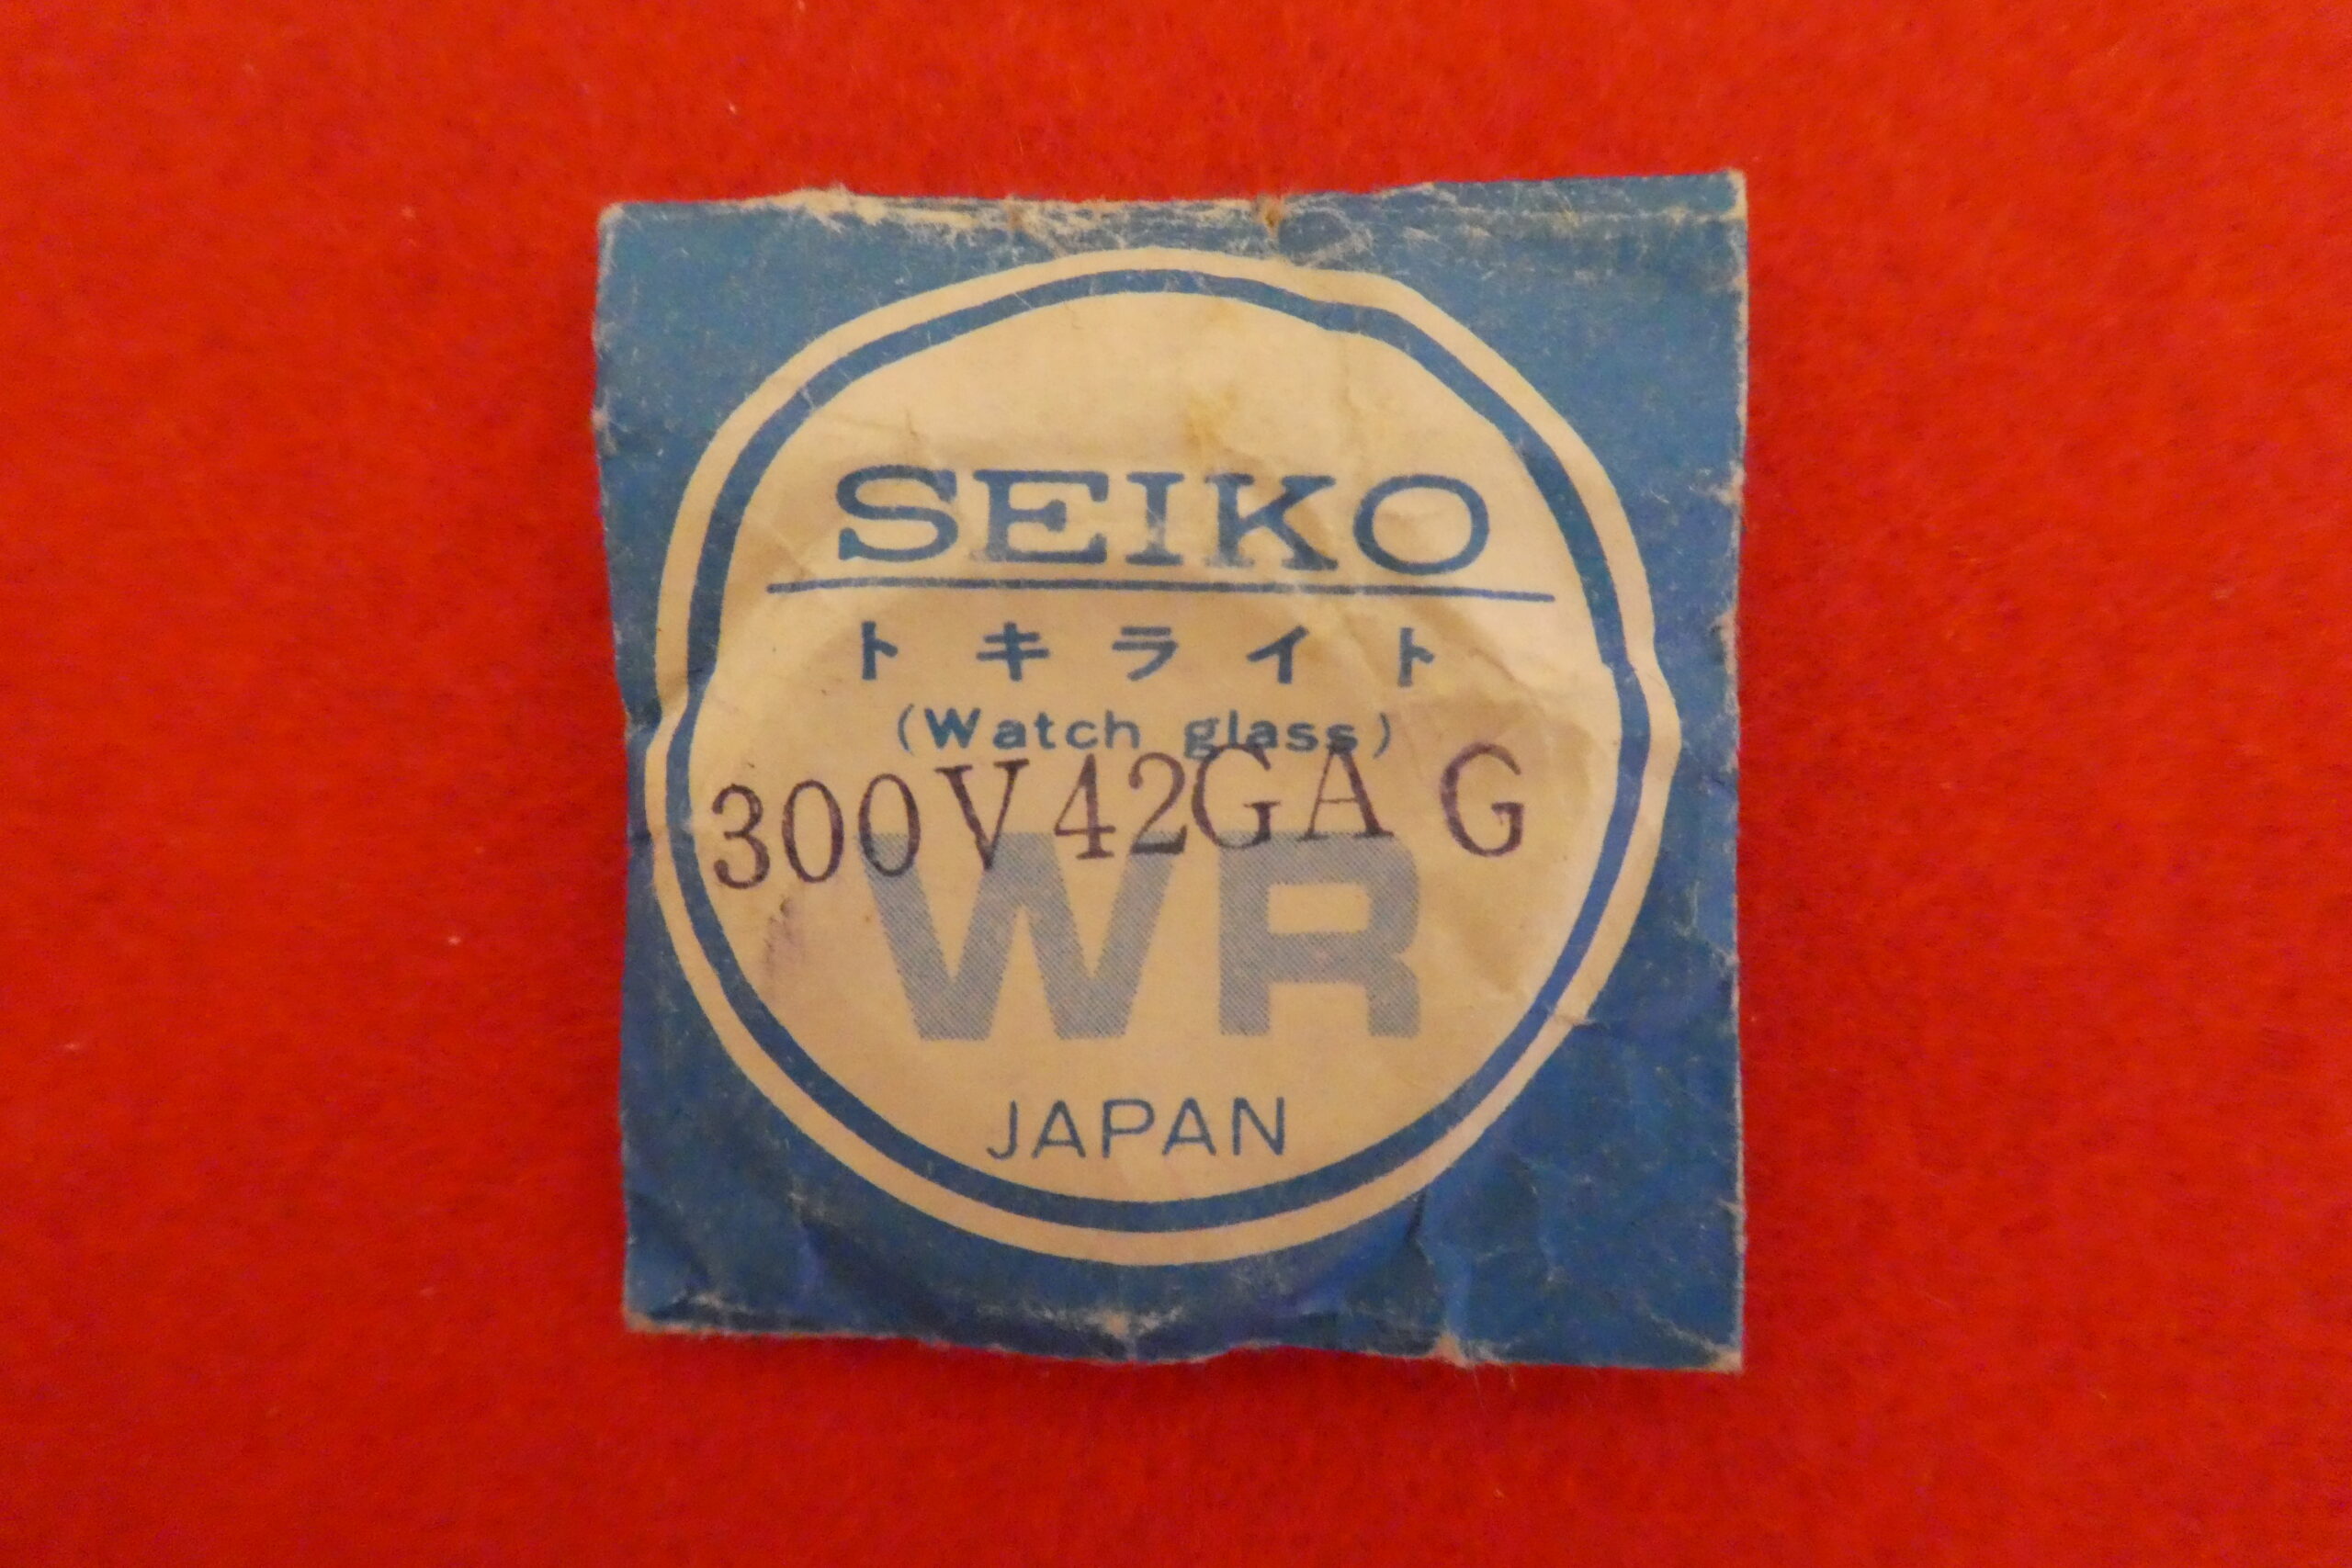 SEIKO
トキライト
(Watch glass)
300V42GA G
WR
JAPAN